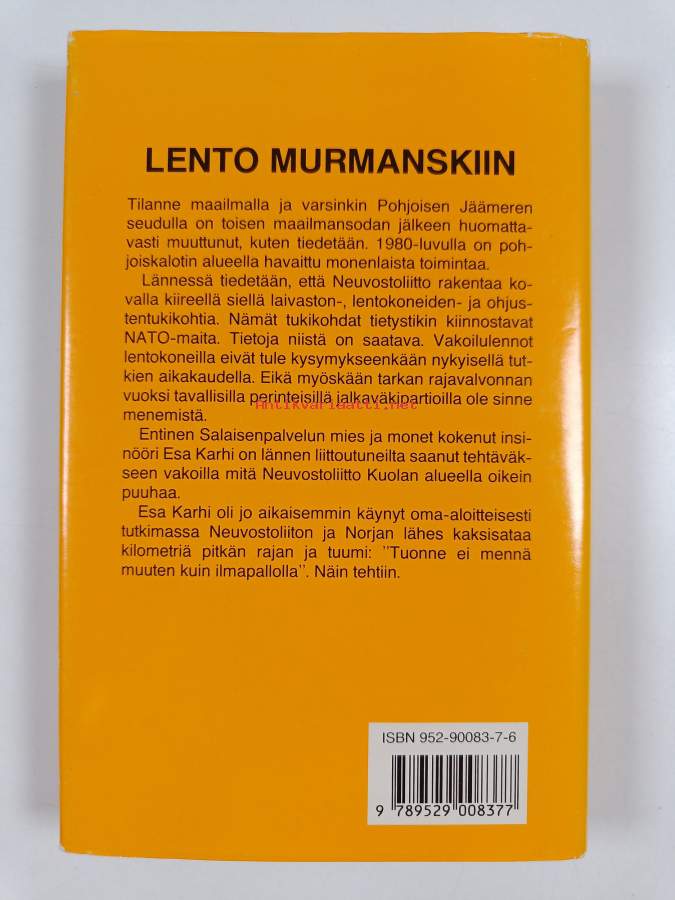 LENTO MURMANSKIIN
Tilanne maailmalla ja varsinkin Pohjoisen Jäämeren
seudulla on toisen maailmansodan jälkeen huomatta-
vasti muuttunut, kuten tiedetään. 1980-luvulla on poh-
joiskalotin alueella havaittu monenlaista toimintaa.
Lännessä tiedetään, että Neuvostoliitto rakentaa ko-
valla kiireellä siellä laivaston-, lentokoneiden- ja ohjus-
tentukikohtia. Nämät tukikohdat tietystikin kiinnostavat
NATO-maita. Tietoja niistä on saatava. Vakoilulennot
lentokoneilla eivät tule kysymykseenkään nykyisellä tut-
kien aikakaudella. Eikä myöskään tarkan rajavalvonnan
vuoksi tavallisilla perinteisillä jalkaväkipartioilla ole sinne
Antikvariaatti.net
menemistä.
Entinen Salaisenpalvelun mies ja monet kokenut insi-
nööri Esa Karhi on lännen liittoutuneilta saanut tehtäväk-
seen vakoilla mitä Neuvostoliitto Kuolan alueella oikein
puuhaa.
Esa Karhi oli jo aikaisemmin käynyt oma-aloitteisesti
tutkimassa Neuvostoliiton ja Norjan lähes kaksisataa
kilometriä pitkän rajan ja tuumi: ”Tuonne ei mennä
muuten kuin ilmapallolla”. Näin tehtiin.
ISBN 952-90083-7-6
9 789529 008377